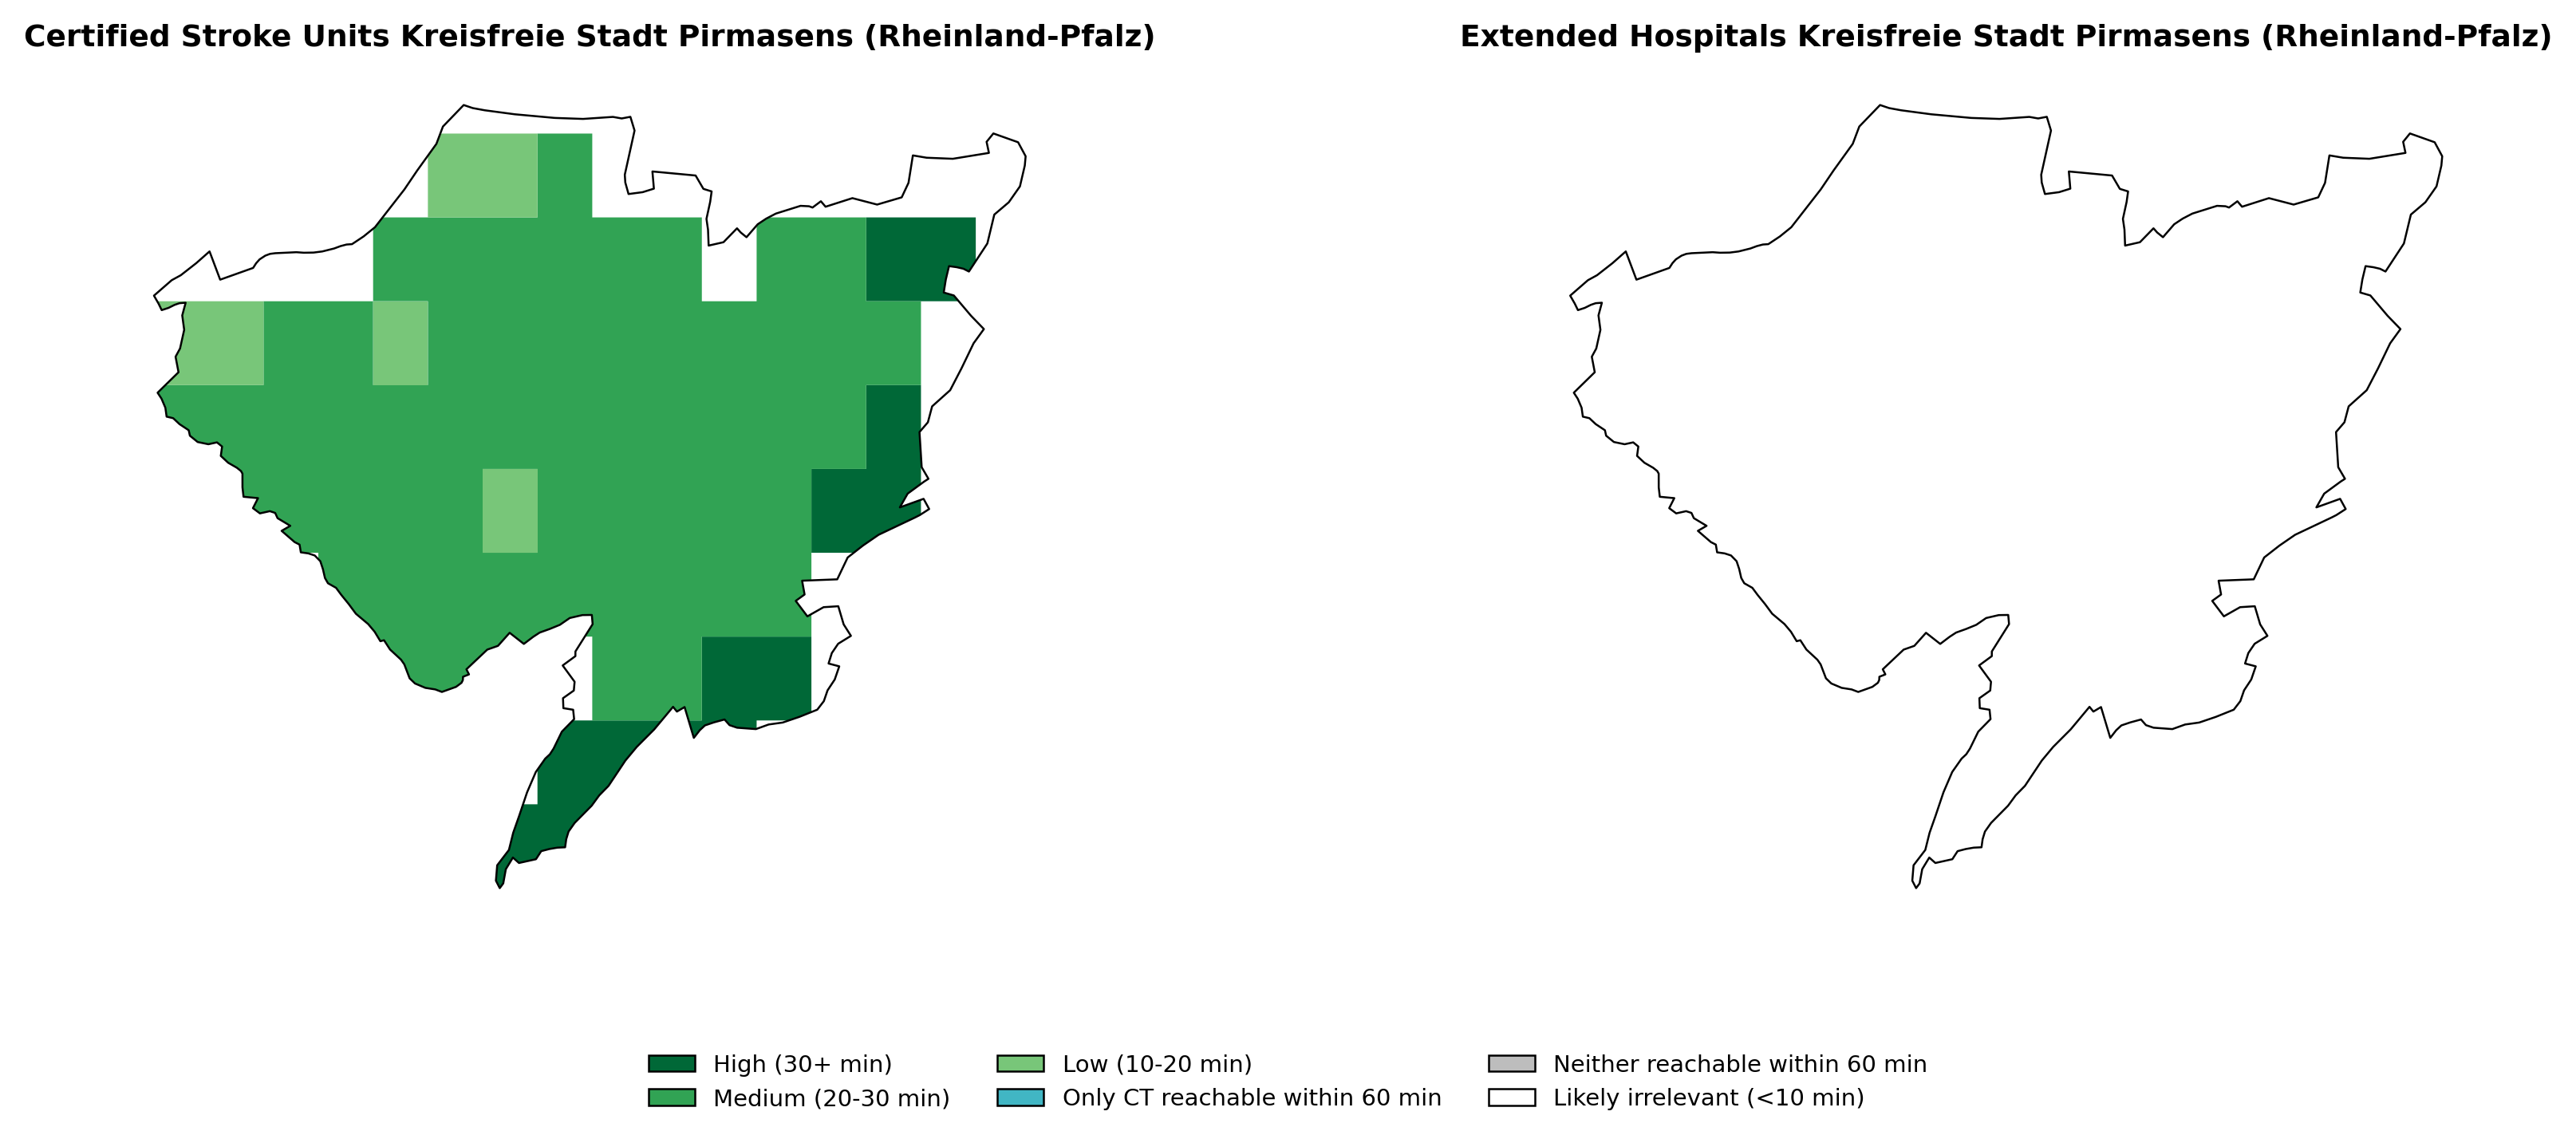 Certified Stroke Units Kreisfreie Stadt Pirmasens (Rheinland-Pfalz)
Extended Hospitals Kreisfreie Stadt Pirmasens (Rheinland-Pfalz)
High (30+ min)
Medium (20-30 min)
Low (10-20 min)
Only CT reachable within 60 min
Neither reachable within 60 min
Likely irrelevant (<10 min)